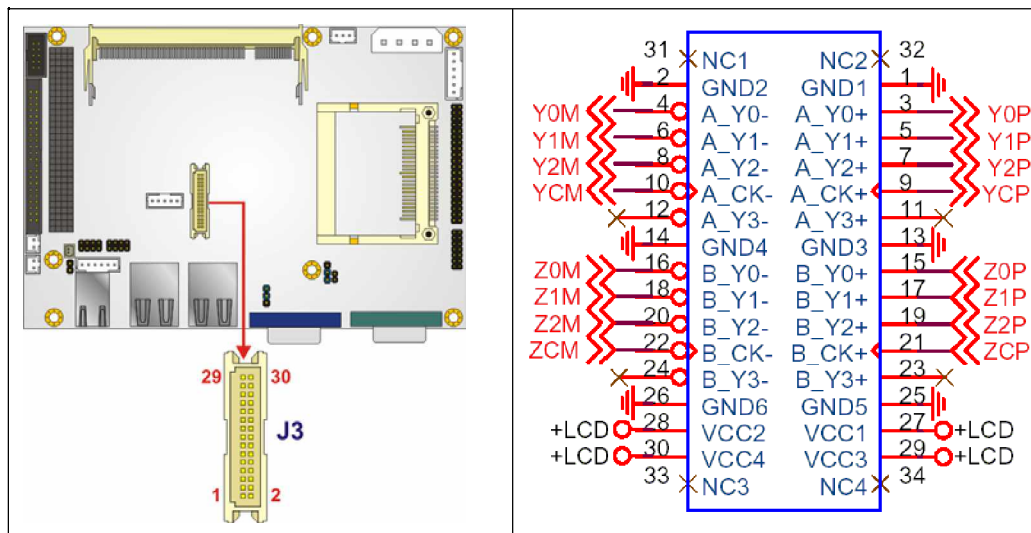 29 30
J3
1 2
31 NC1 NC2 32
2 GND2 GND1 1
Y0M 4 A_Y0- A_Y0+ 3 Y0P
Y1M 6 A_Y1- A_Y1+ 5 Y1P
Y2M 8 A_Y2- A_Y2+ 7 Y2P
YCM 10 A_CK- A_CK+ 9 YCP
12 A_Y3- A_Y3+ 11
14 GND4 GND3 13
Z0M 16 B_Y0- B_Y0+ 15 Z0P
Z1M 18 B_Y1- B_Y1+ 17 Z1P
Z2M 20 B_Y2- B_Y2+ 19 Z2P
ZCM 22 B_CK- B_CK+ 21 ZCP
24 B_Y3- B_Y3+ 23
26 GND6 GND5 25
+LCD 28 VCC2 VCC1 27 +LCD
+LCD 30 VCC4 VCC3 29 +LCD
33 NC3 NC4 34